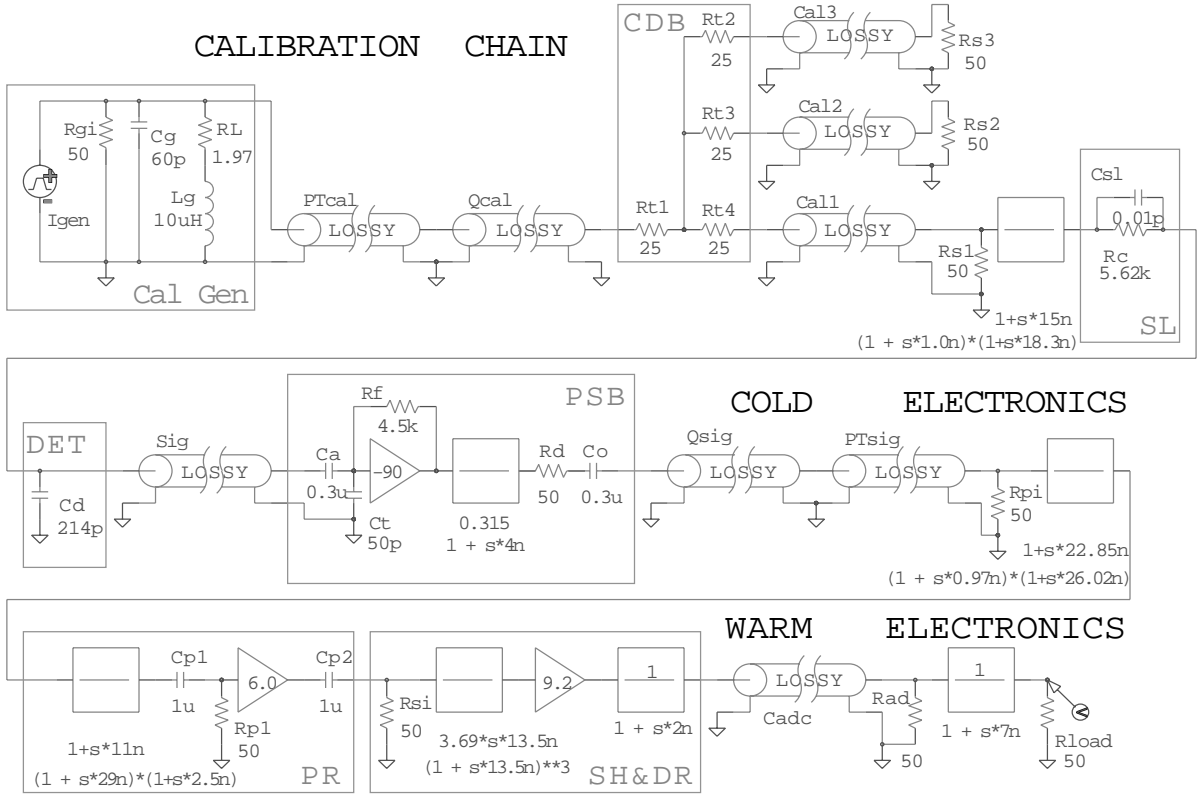 CALIBRATION CHAIN
CDB
Rt2
25
Cal3
LOSSY
Rs3
50
Rgi
50
Cg
60p
RL
1.97
Lg
10uH
Igen
Cal Gen
PTcal
LOSSY
Qcal
LOSSY
Rt3
25
Cal2
LOSSY
Rs2
50
Rt1
25
Rt4
25
Cal1
LOSSY
Rs1
50
1+s*15n
(1 + s*1.0n)*(1+s*18.3n)
Csl
0.01p
Rc
5.62k
SL
DET
Cd
214p
Sig
LOSSY
PSB
Rf
4.5k
Ca
0.3u
-90
Ct
50p
0.315
1 + s*4n
Rd
50
Co
0.3u
COLD ELECTRONICS
Qsig
LOSSY
PTsig
LOSSY
Rpi
50
1+s*22.85n
(1 + s*0.97n)*(1+s*26.02n)
WARM ELECTRONICS
1+s*11n
(1 + s*29n)*(1+s*2.5n)
Cp1
1u
6.0
Rp1
50
Cp2
1u
PR
Rsi
50
3.69*s*13.5n
(1 + s*13.5n)**3
9.2
1
1 + s*2n
SH&DR
LOSSY
Cadc
Rad
50
1
1 + s*7n
V
Rload
50